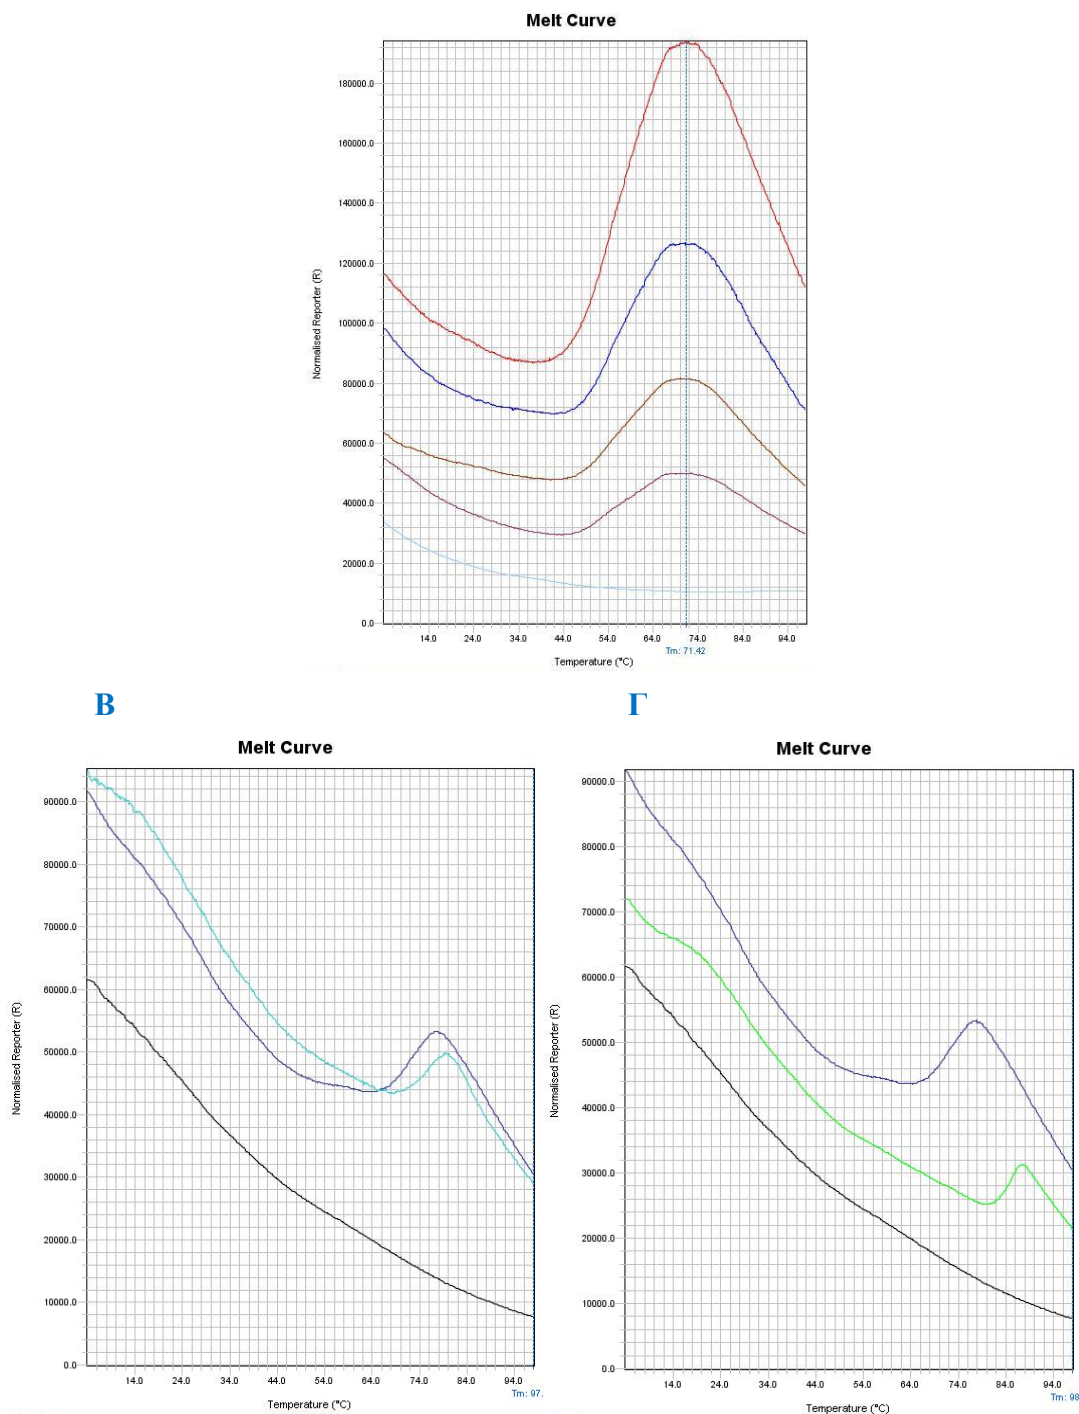 Melt Curve
180000.0
160000.0
140000.0
120000.0
100000.0
80000.0
60000.0
40000.0
20000.0
0.0
Normalised Reporter (R)
14.0 24.0 34.0 44.0 54.0 64.0 74.0 84.0 94.0
Tm: 71.42
Temperature (°C)
В
Melt Curve
90000.0
80000.0
70000.0
60000.0
50000.0
40000.0
30000.0
20000.0
10000.0
0.0
Normalised Reporter (R)
14.0 24.0 34.0 44.0 54.0 64.0 74.0 84.0 94.0
Tm: 97.
Temperature (°C)
Г
Melt Curve
90000.0
80000.0
70000.0
60000.0
50000.0
40000.0
30000.0
20000.0
10000.0
0.0
Normalised Reporter (R)
14.0 24.0 34.0 44.0 54.0 64.0 74.0 84.0 94.0
Tm: 98
Temperature (°C)